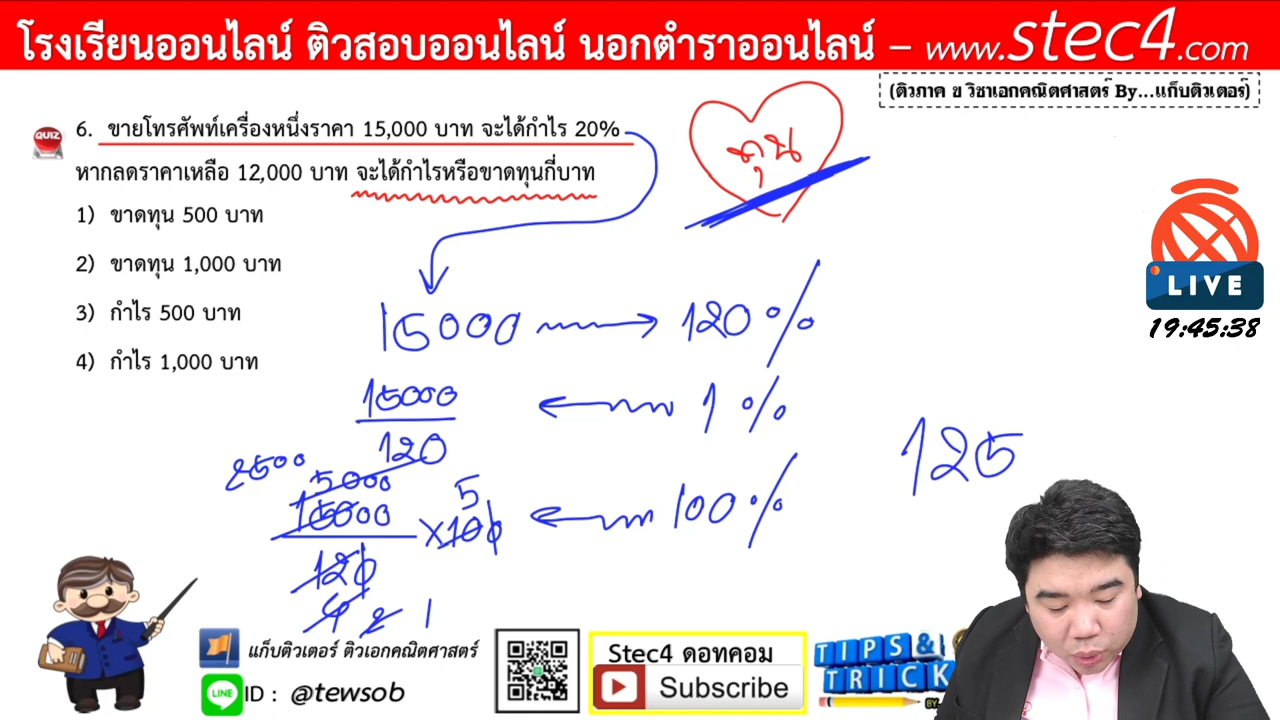 โรงเรียนออนไลน์ ติวสอบออนไลน์ นอกตำราออนไลน์ – www.stec4.com
(ติวภาค ข วิชาเอกคณิตศาสตร์ By...แก๊บติวเตอร์)
QUIZ
6. ขายโทรศัพท์เครื่องหนึ่งราคา 15,000 บาท จะได้กำไร 20%
หากลดราคาเหลือ 12,000 บาท จะได้กำไรหรือขาดทุนกี่บาท
ทุน
1) ขาดทุน 500 บาท
2) ขาดทุน 1,000 บาท
3) กำไร 500 บาท
4) กำไร 1,000 บาท
LIVE
19:45:38
15000 → 120%
15000 ← 1%
120
125
2500
5000
5
15000 × 100 ← 100%
120
4 2 1
แก๊บติวเตอร์ ติวเอกคณิตศาสตร์
LINE ID : @tewsob
Stec4 ดอทคอม
Subscribe
TIPS &
TRICK
BY